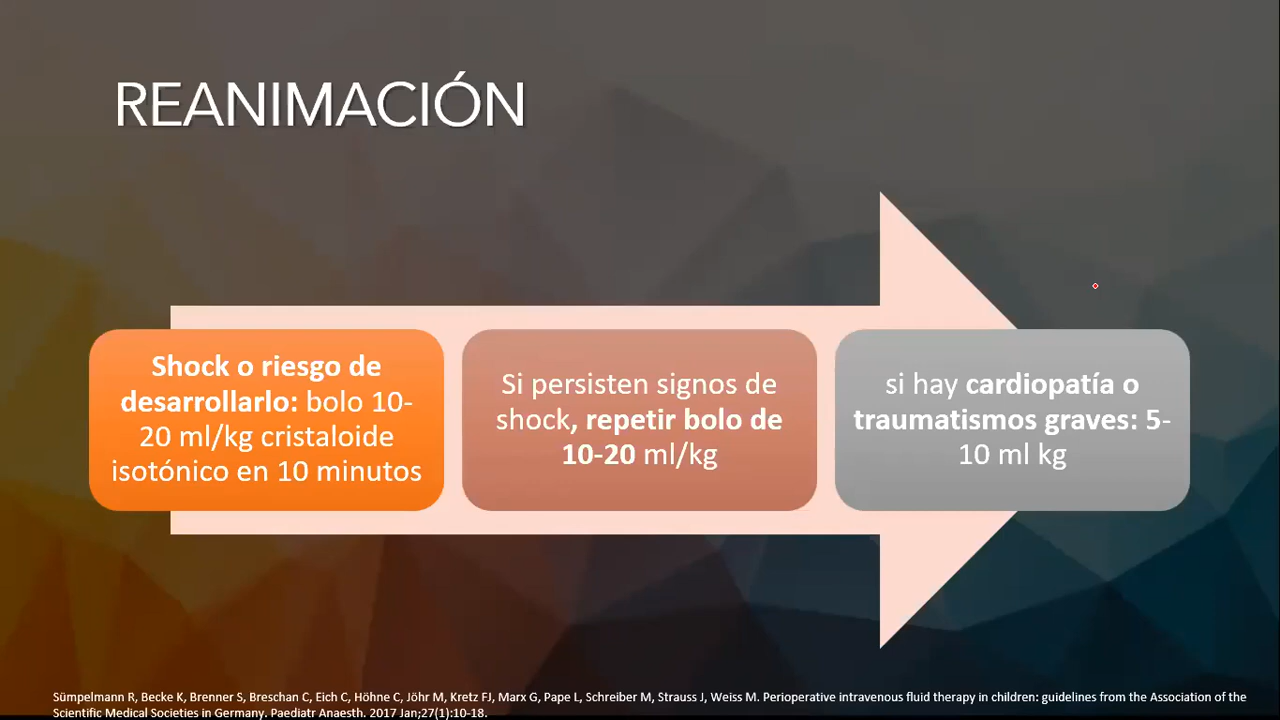 REANIMACIÓN
Shock o riesgo de
desarrollarlo: bolo 10-
20 ml/kg cristaloide
isotónico en 10 minutos
Si persisten signos de
shock, repetir bolo de
10-20 ml/kg
si hay cardiopatía o
traumatismos graves: 5-
10 ml kg
Sümpelmann R, Becke K, Brenner S, Breschan C, Eich C, Höhne C, Jöhr M, Kretz FJ, Marx G, Pape L, Schreiber M, Strauss J, Weiss M. Perioperative intravenous fluid therapy in children: guidelines from the Association of the
Scientific Medical Societies in Germany. Paediatr Anaesth. 2017 Jan;27(1):10-18.